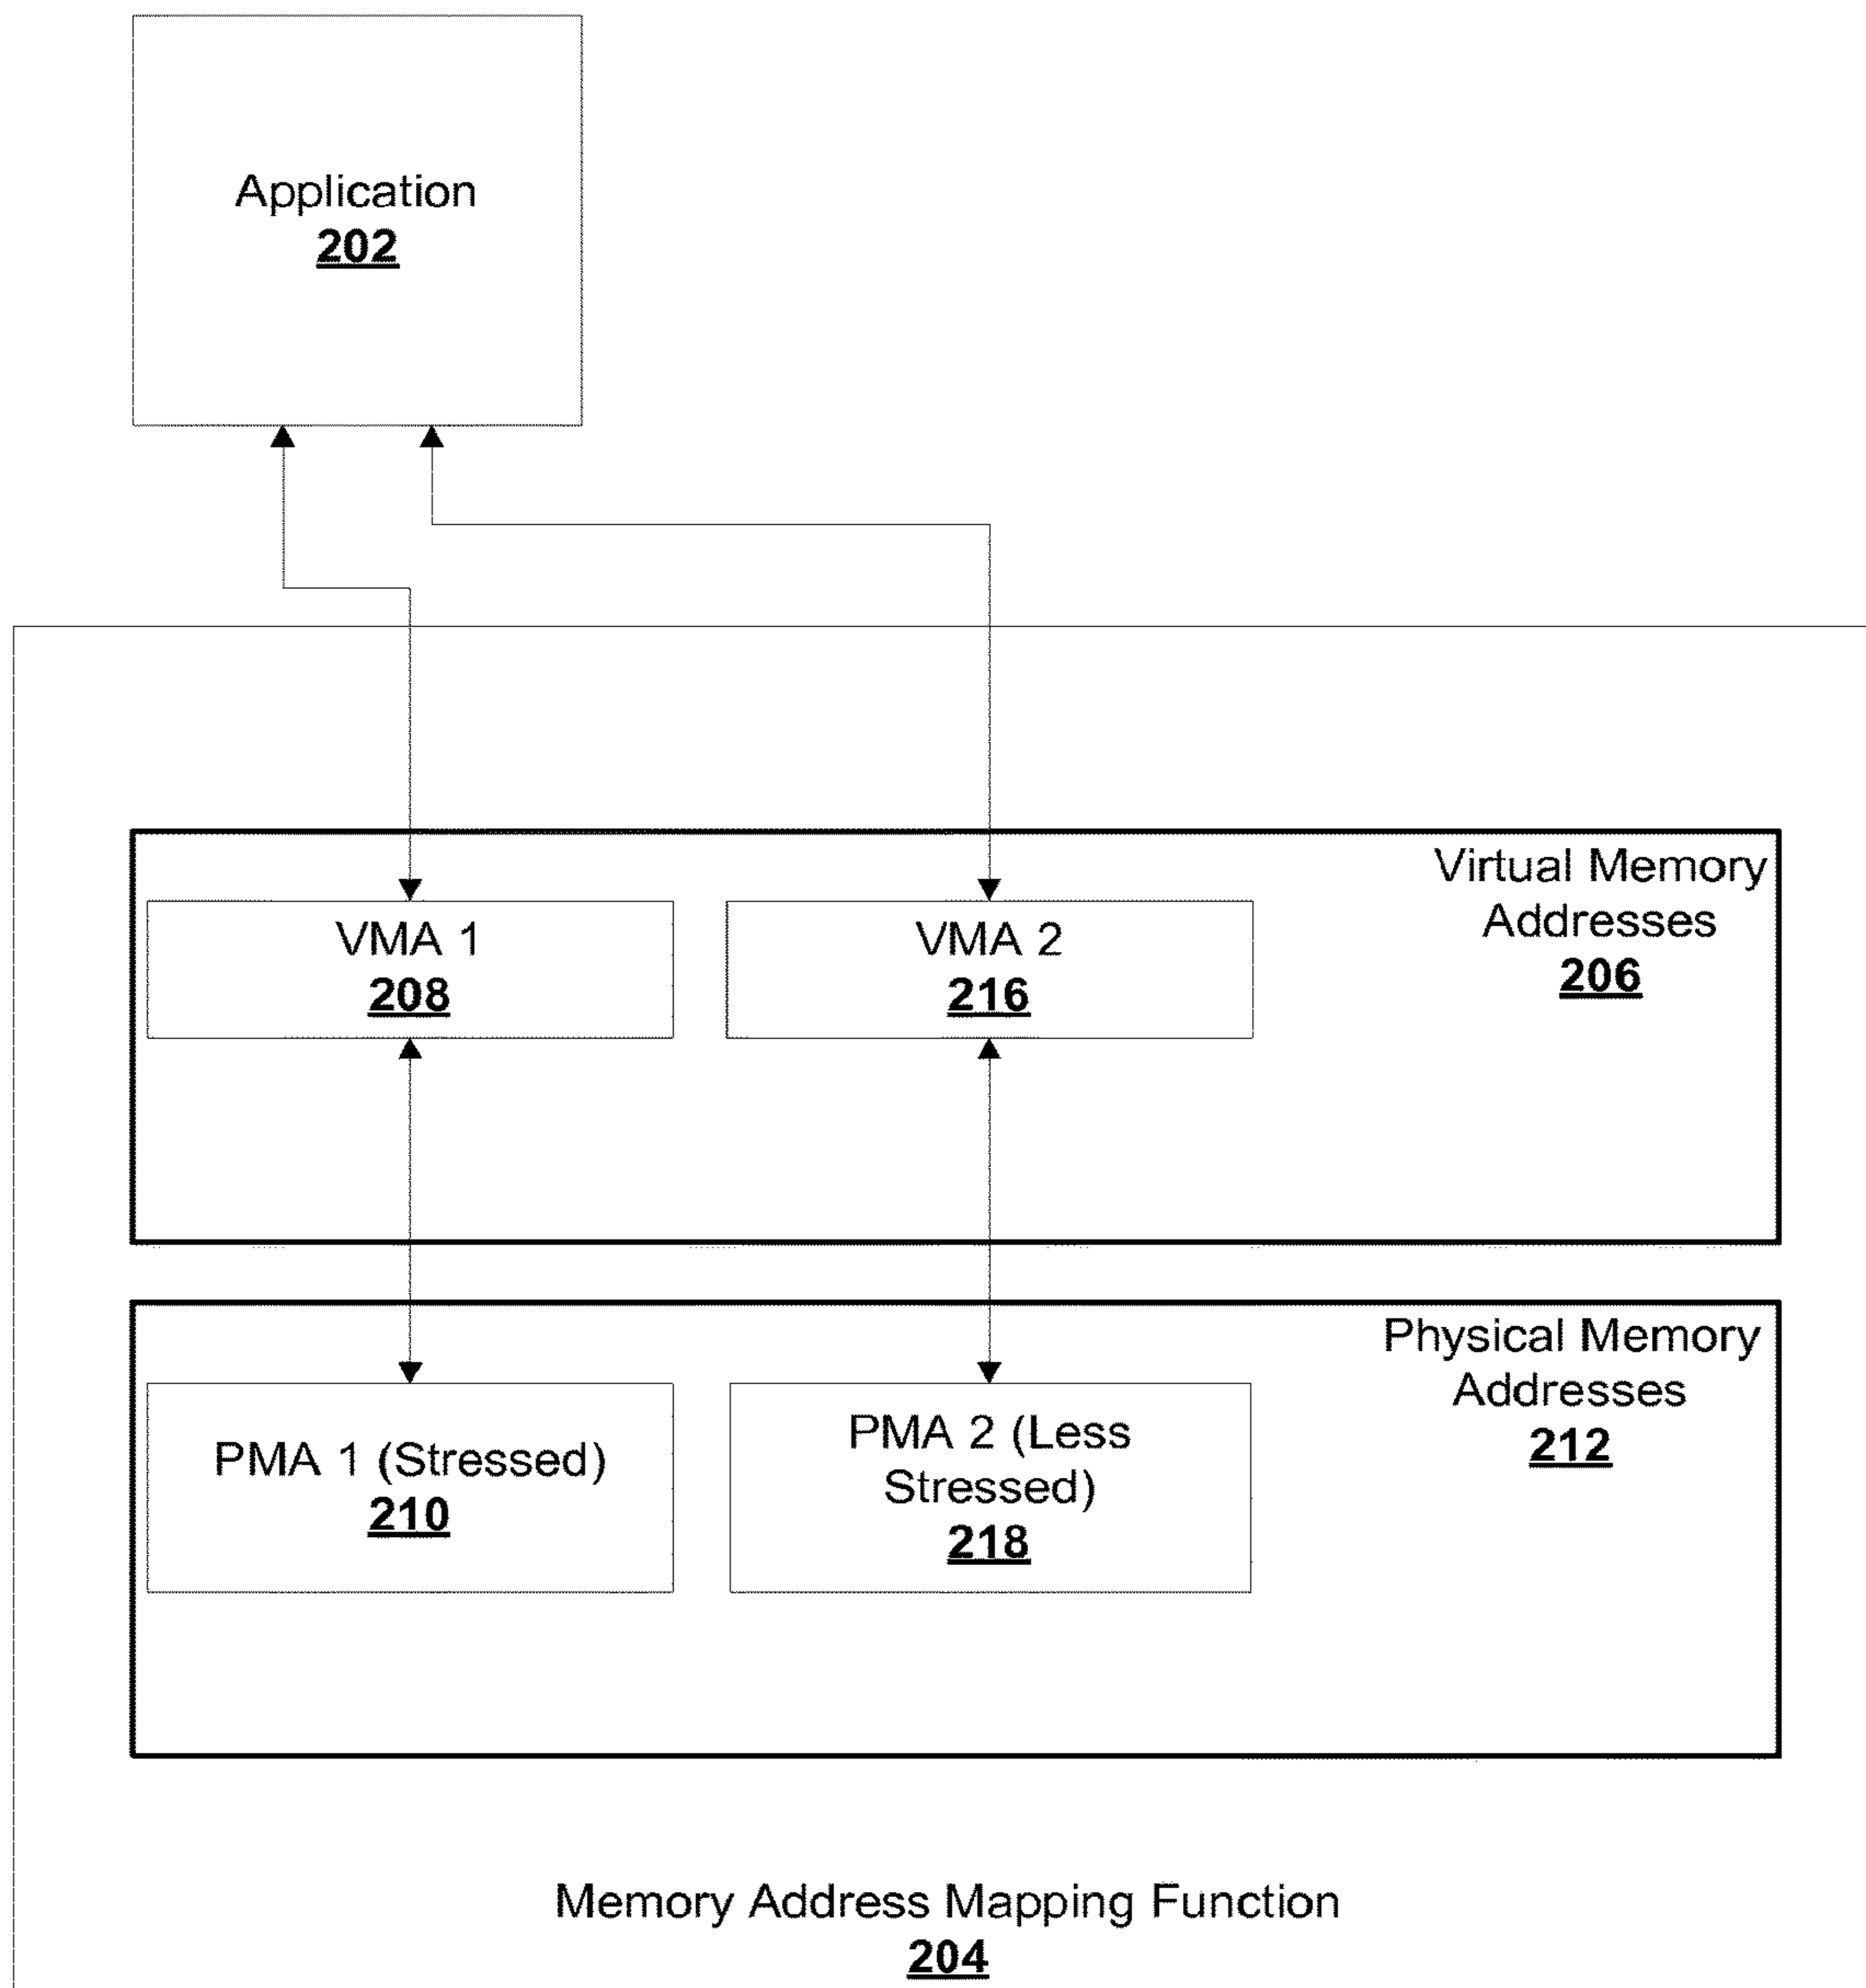 Application
202
VMA 1
208
VMA 2
216
Virtual Memory
Addresses
206
PMA 1 (Stressed)
210
PMA 2 (Less
Stressed)
218
Physical Memory
Addresses
212
Memory Address Mapping Function
204